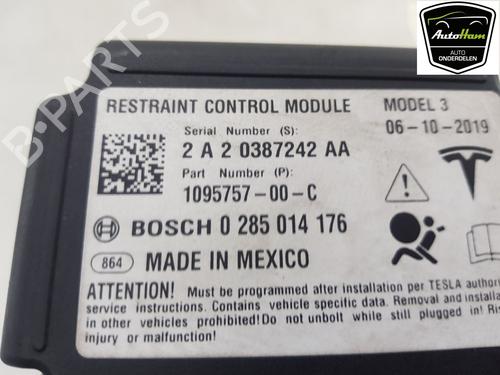 AutoHam
AUTO
ONDERDELEN
B-PARTS
RESTRAINT CONTROL MODULE
MODEL 3
Serial Number (S):
06-10-2019
2 A 2 0387242 AA
Part Number (P):
1095757-00-C
BOSCH 0 285 014 176
864
MADE IN MEXICO
ATTENTION! Must be programmed after installation per TESLA
service instructions. Contains vehicle specific data. Removal and
in other vehicles prohibited! Do not unbolt while still plugged in!
injury or malfunction!